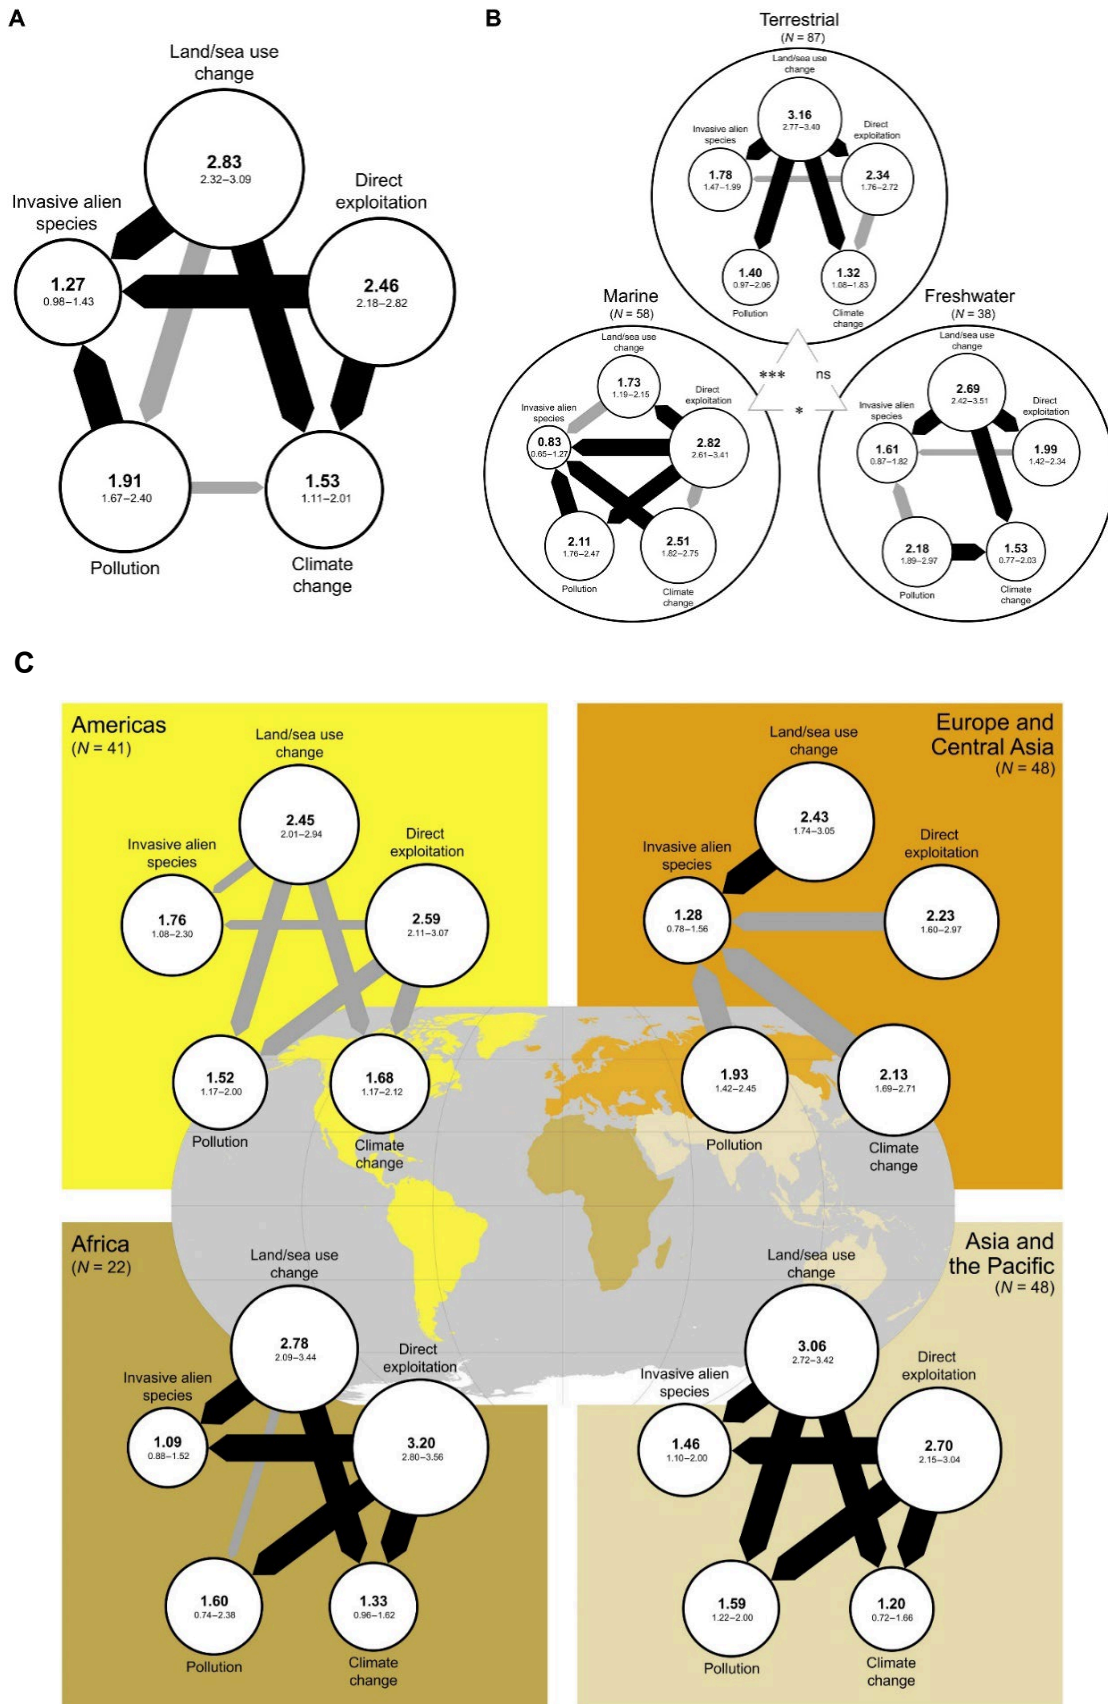 A
Land/sea use
change
2.83
2.32–3.09
Direct
exploitation
2.46
2.18–2.82
Invasive alien
species
1.27
0.98–1.43
1.91
1.67–2.40
Pollution
1.53
1.11–2.01
Climate
change
B
Terrestrial
(N = 87)
Land/sea use
change
3.16
2.77–3.40
Invasive alien
species
1.78
1.47–1.99
Direct
exploitation
2.34
1.76–2.72
1.40
0.97–2.06
Pollution
1.32
1.08–1.83
Climate
change
Marine
(N = 58)
Land/sea use
change
1.73
1.19–2.15
Invasive alien
species
0.83
0.65–1.27
Direct
exploitation
2.82
2.61–3.41
2.11
1.76–2.47
Pollution
2.51
1.82–2.75
Climate
change
***
ns
*
Freshwater
(N = 38)
Land/sea use
change
2.69
2.42–3.51
Invasive alien
species
1.61
0.87–1.82
Direct
exploitation
1.99
1.42–2.34
2.18
1.89–2.97
Pollution
1.53
0.77–2.03
Climate
change
C
Americas
(N = 41)
Land/sea use
change
2.45
2.01–2.94
Invasive alien
species
1.76
1.08–2.30
Direct
exploitation
2.59
2.11–3.07
1.52
1.17–2.00
Pollution
1.68
1.17–2.12
Climate
change
Europe and
Central Asia
(N = 48)
Land/sea use
change
2.43
1.74–3.05
Invasive alien
species
1.28
0.78–1.56
Direct
exploitation
2.23
1.60–2.97
1.93
1.42–2.45
Pollution
2.13
1.69–2.71
Climate
change
Africa
(N = 22)
Land/sea use
change
2.78
2.09–3.44
Invasive alien
species
1.09
0.88–1.52
Direct
exploitation
3.20
2.80–3.56
1.60
0.74–2.38
Pollution
1.33
0.96–1.62
Climate
change
Asia and
the Pacific
(N = 48)
Land/sea use
change
3.06
2.72–3.42
Invasive alien
species
1.46
1.10–2.00
Direct
exploitation
2.70
2.15–3.04
1.59
1.22–2.00
Pollution
1.20
0.72–1.66
Climate
change